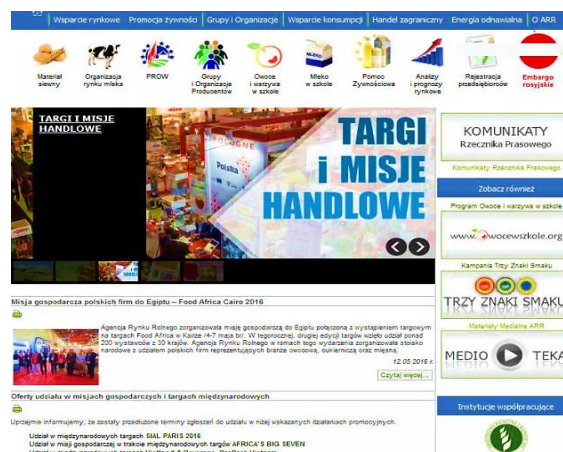 Wsparcie rynkowe Promocja żywności Grupy i Organizacje Wsparcie konsumpcji Handel zagraniczny Energia odnawialna O ARR
Materiał siewny
Organizacja rynku mleka
PROW
Grupy i Organizacje Producentów
Owoce i warzywa w szkole
Mleko w szkole
Pomoc Żywnościowa
Analizy i prognozy rynkowe
Rejestracja przedsiębiorców
Embargo rosyjskie
TARGI I MISJE
HANDLOWE
POLOGNE
Polska
TARGI
i MISJE
HANDLOWE
KOMUNIKATY
Rzecznika Prasowego
Komunikaty Rzecznika Prasowego
Zobacz również
Program Owoce i warzywa w szkole
www.owocewszkole.org
Kampania Trzy Znaki Smaku
TRZY ZNAKI SMAKU
Materiały Medialne ARR
MEDIO TEKA
Instytucje współpracujące
Misja gospodarcza polskich firm do Egiptu – Food Africa Cairo 2016
Agencja Rynku Rolnego zorganizowała misję gospodarczą do Egiptu połączoną z wystąpieniem targowym
na targach Food Africa w Kairze /4-7 maja br/. W tegorocznej, drugiej edycji targów wzięło udział ponad
200 wystawców z 30 krajów. Agencja Rynku Rolnego w ramach tego wydarzenia zorganizowała stoisko
narodowe z udziałem polskich firm reprezentujących branże owocową, cukierniczą oraz mięsną.
12.05.2016 r.
Czytaj więcej...
Oferty udziału w misjach gospodarczych i targach międzynarodowych
Uprzejmie informujemy, że zostały przedłużone terminy zgłoszeń do udziału w niżej wskazanych działaniach promocyjnych.
Udział w międzynarodowych targach SIAL PARIS 2016
Udział w misji gospodarczej w trakcie międzynarodowych targów AFRICA'S BIG SEVEN